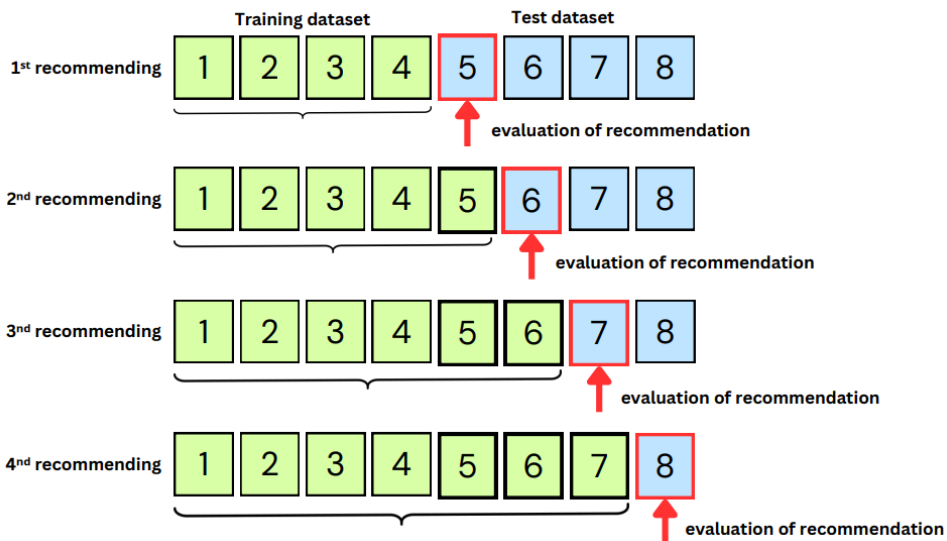 Training dataset
Test dataset
1st recommending
1 2 3 4 5 6 7 8
evaluation of recommendation
2nd recommending
1 2 3 4 5 6 7 8
evaluation of recommendation
3nd recommending
1 2 3 4 5 6 7 8
evaluation of recommendation
4nd recommending
1 2 3 4 5 6 7 8
evaluation of recommendation